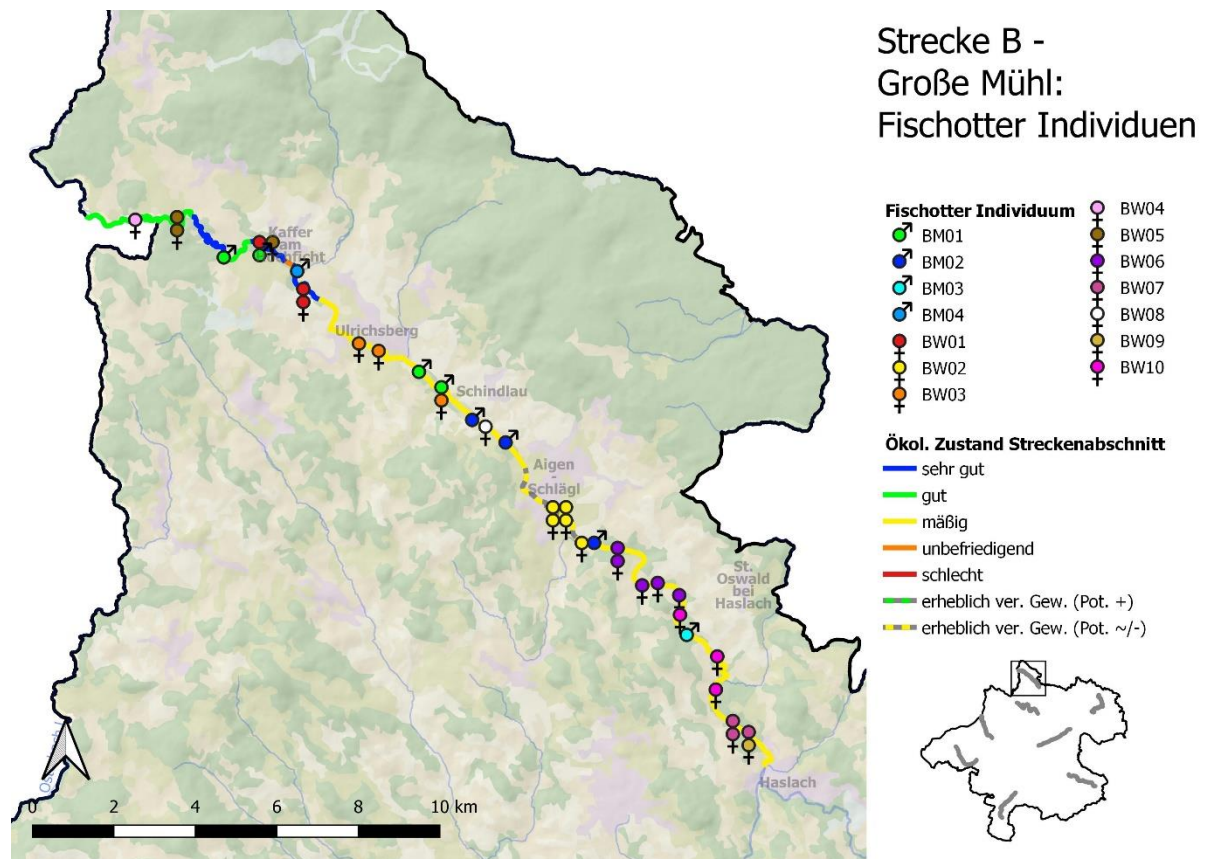 Strecke B -
Große Mühl:
Fischotter Individuen
Fischotter Individuum
BM01
BM02
BM03
BM04
BW01
BW02
BW03
BW04
BW05
BW06
BW07
BW08
BW09
BW10
Ökol. Zustand Streckenabschnitt
sehr gut
gut
mäßig
unbefriedigend
schlecht
erheblich ver. Gew. (Pot. +)
erheblich ver. Gew. (Pot. ~/-)
Kaffer
am
Ulrichsberg
Schindlau
Aigen
-
Schlägl
St.
Oswald
bei
Haslach
Haslach
0 2 4 6 8 10 km